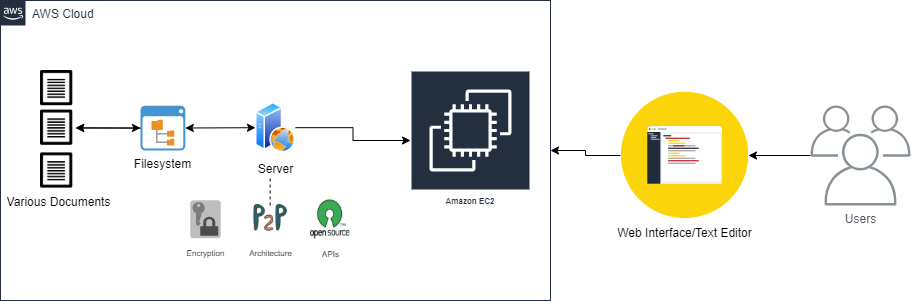 aws
AWS Cloud
Various Documents
Filesystem
Server
Amazon EC2
Web Interface/Text Editor
Users
P2P
open source
Encryption
Architecture
APIs